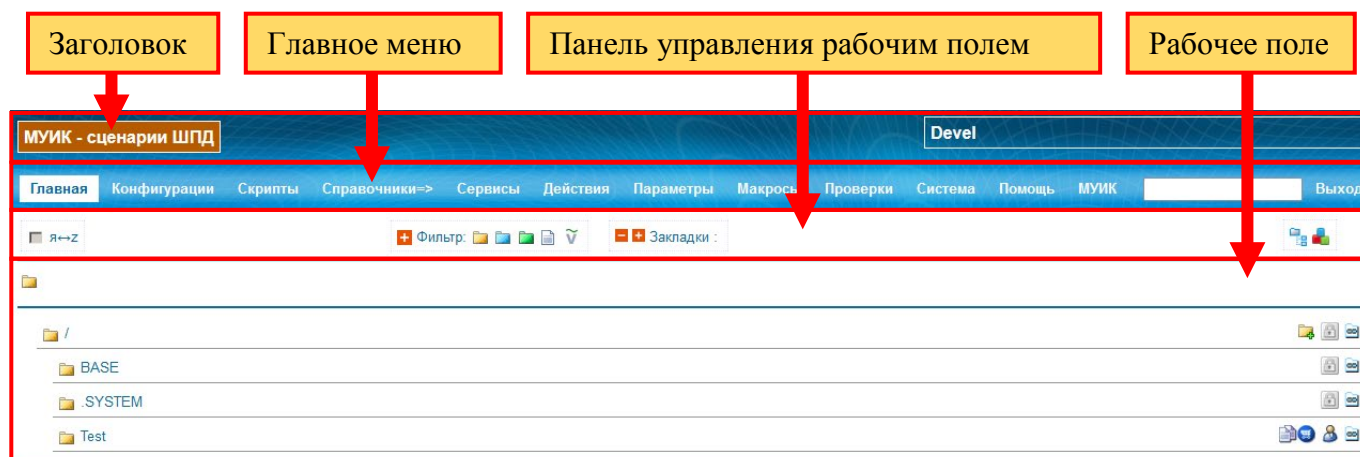 Заголовок Главное меню Панель управления рабочим полем Рабочее поле
МУИК - сценарии ШПД Devel
Главная Конфигурации Скрипты Справочники=> Сервисы Действия Параметры Макросы Проверки Система Помощь МУИК Выход
я↔z Фильтр: Закладки :
/
BASE
.SYSTEM
Test